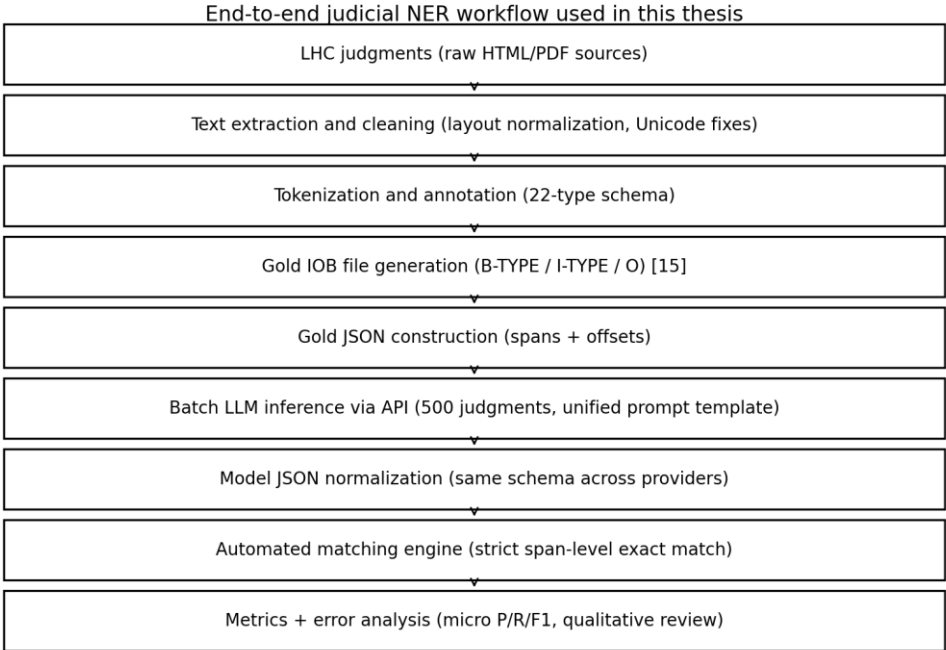 End-to-end judicial NER workflow used in this thesis
LHC judgments (raw HTML/PDF sources)
Text extraction and cleaning (layout normalization, Unicode fixes)
Tokenization and annotation (22-type schema)
Gold IOB file generation (B-TYPE / I-TYPE / O) [15]
Gold JSON construction (spans + offsets)
Batch LLM inference via API (500 judgments, unified prompt template)
Model JSON normalization (same schema across providers)
Automated matching engine (strict span-level exact match)
Metrics + error analysis (micro P/R/F1, qualitative review)